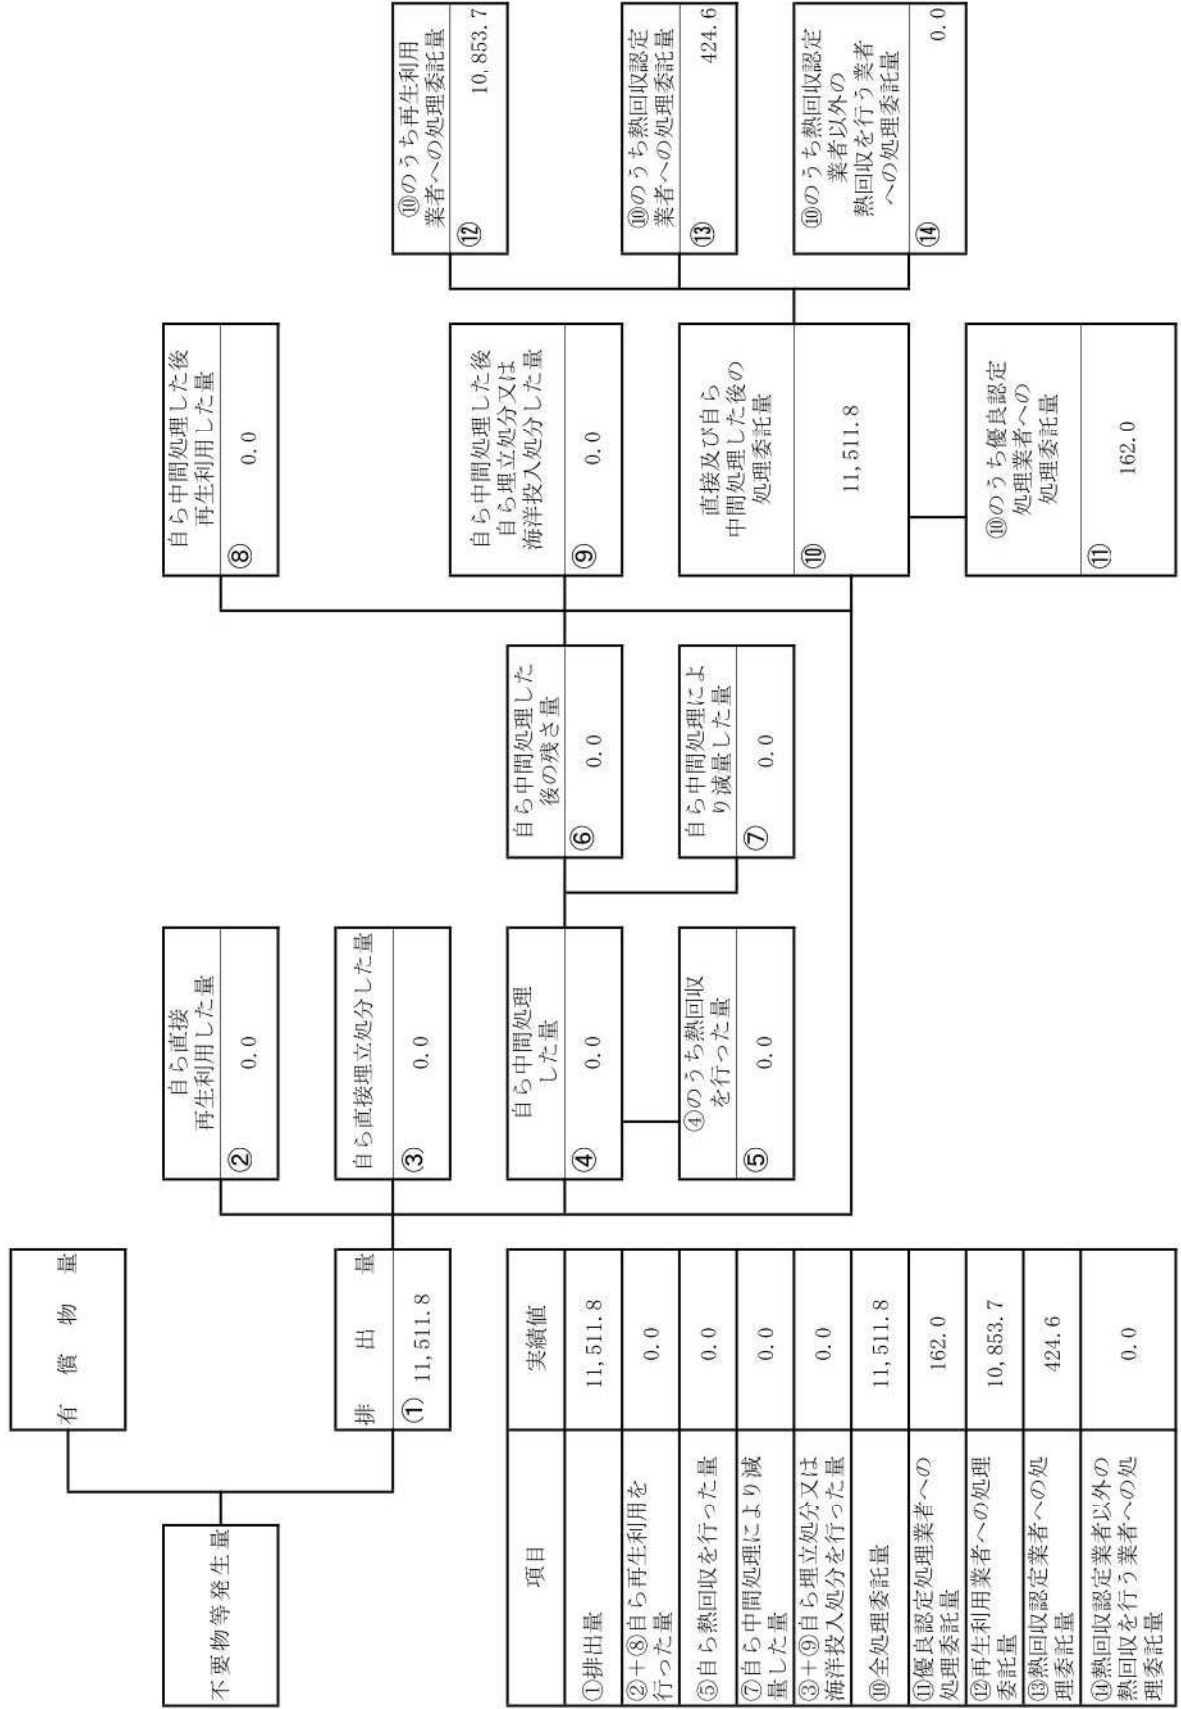 不要物等発生量
有償物量
排出量
① 11,511.8
自ら直接
再生利用した量
② 0.0
自ら直接埋立処分した量
③ 0.0
自ら中間処理
した量
④ 0.0
④のうち熱回収
を行った量
⑤ 0.0
自ら中間処理した
後の残さ量
⑥ 0.0
自ら中間処理によ
り減量した量
⑦ 0.0
自ら中間処理した後
再生利用した量
⑧ 0.0
自ら中間処理した後
自ら埋立処分又は
海洋投入処分した量
⑨ 0.0
直接及び自ら
中間処理した後の
処理委託量
⑩ 11,511.8
⑩のうち優良認定
処理業者への
処理委託量
⑪ 162.0
⑩のうち再生利用
業者への処理委託量
⑫ 10,853.7
⑩のうち熱回収認定
業者への処理委託量
⑬ 424.6
⑩のうち熱回収認定
業者以外の
熱回収を行う業者
への処理委託量
⑭ 0.0
項目 実績値
①排出量 11,511.8
②+⑧自ら再生利用を
行った量 0.0
⑤自ら熱回収を行った量 0.0
⑦自ら中間処理により減
量した量 0.0
③+⑨自ら埋立処分又は
海洋投入処分を行った量 0.0
⑩全処理委託量 11,511.8
⑪優良認定処理業者への
処理委託量 162.0
⑫再生利用業者への処理
委託量 10,853.7
⑬熱回収認定業者への処
理委託量 424.6
⑭熱回収認定業者以外の
熱回収を行う業者への処
理委託量 0.0